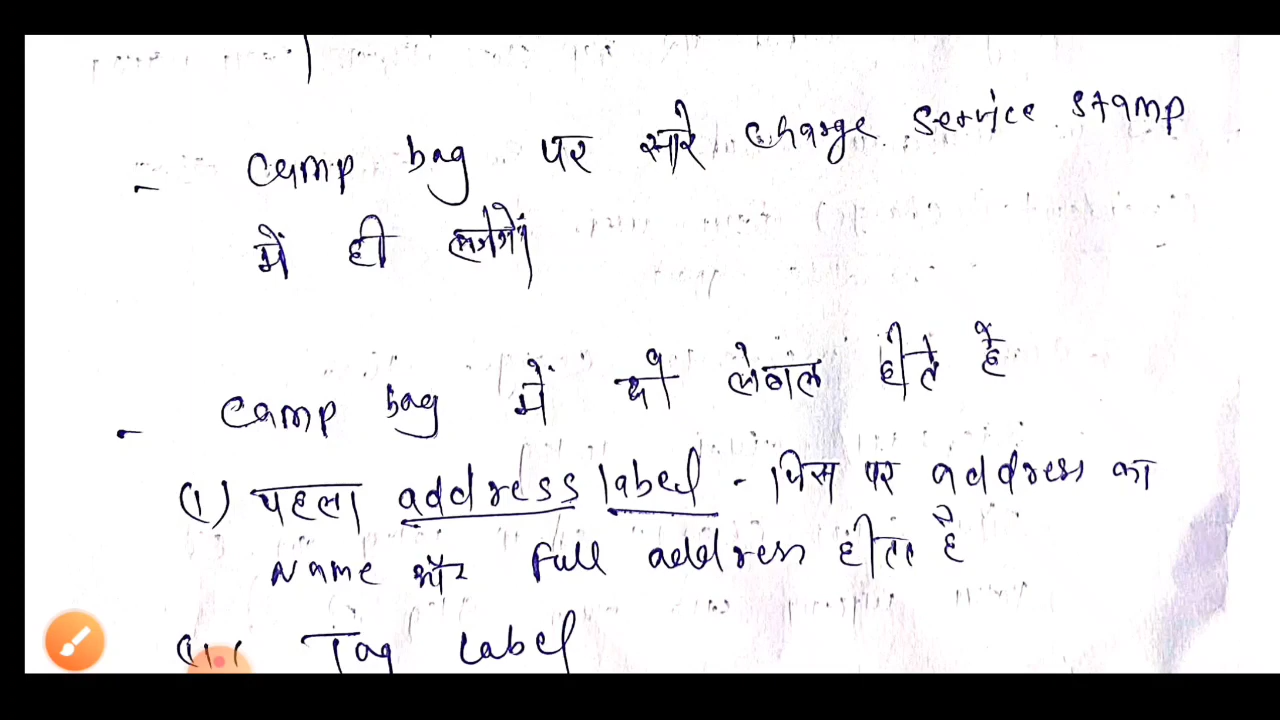 - Camp bag पर सारे charge service stamp
में ही लगेगें।
- Camp bag में दो लेबल होते है
(1) पहला address label - जिस पर address का
Name और Full address होता है
(11) Tag Label